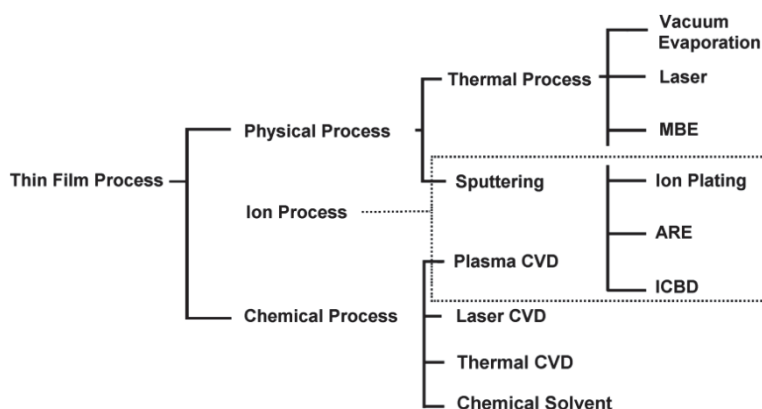 Vacuum
Evaporation
Thermal Process
Laser
Physical Process
MBE
Thin Film Process
Sputtering
Ion Plating
Ion Process
ARE
Plasma CVD
ICBD
Chemical Process
Laser CVD
Thermal CVD
Chemical Solvent